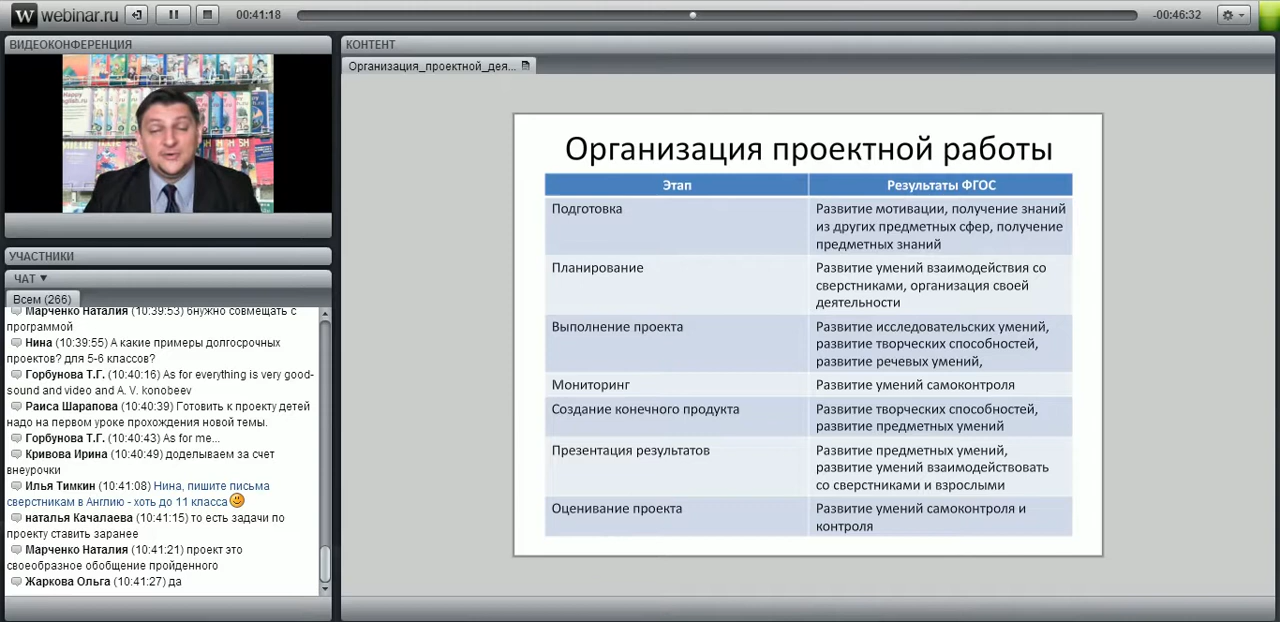 webinar.ru
00:41:18
-00:46:32
ВИДЕОКОНФЕРЕНЦИЯ
УЧАСТНИКИ
ЧАТ
Всем (266)
Марченко Наталия (10:39:53) бнужно совмещать с
программой
Нина (10:39:55) А какие примеры долгосрочных
проектов? для 5-6 классов?
Горбунова Т.Г. (10:40:16) As for everything is very good-
sound and video and A. V. konobeev
Раиса Шарапова (10:40:39) Готовить к проекту детей
надо на первом уроке прохождения новой темы.
Горбунова Т.Г. (10:40:43) As for me...
Кривова Ирина (10:40:49) доделываем за счет
внеурочки
Илья Тимкин (10:41:08) Нина, пишите письма
сверстникам в Англию - хоть до 11 класса
наталья Качалаева (10:41:15) то есть задачи по
проекту ставить заранее
Марченко Наталия (10:41:21) проект это
своеобразное обобщение пройденного
Жаркова Ольга (10:41:27) да
КОНТЕНТ
Организация_проектной_дея...
Организация проектной работы
Этап
Результаты ФГОС
Подготовка
Развитие мотивации, получение знаний
из других предметных сфер, получение
предметных знаний
Планирование
Развитие умений взаимодействия со
сверстниками, организация своей
деятельности
Выполнение проекта
Развитие исследовательских умений,
развитие творческих способностей,
развитие речевых умений,
Мониторинг
Развитие умений самоконтроля
Создание конечного продукта
Развитие творческих способностей,
развитие предметных умений
Презентация результатов
Развитие предметных умений,
развитие умений взаимодействовать
со сверстниками и взрослыми
Оценивание проекта
Развитие умений самоконтроля и
контроля